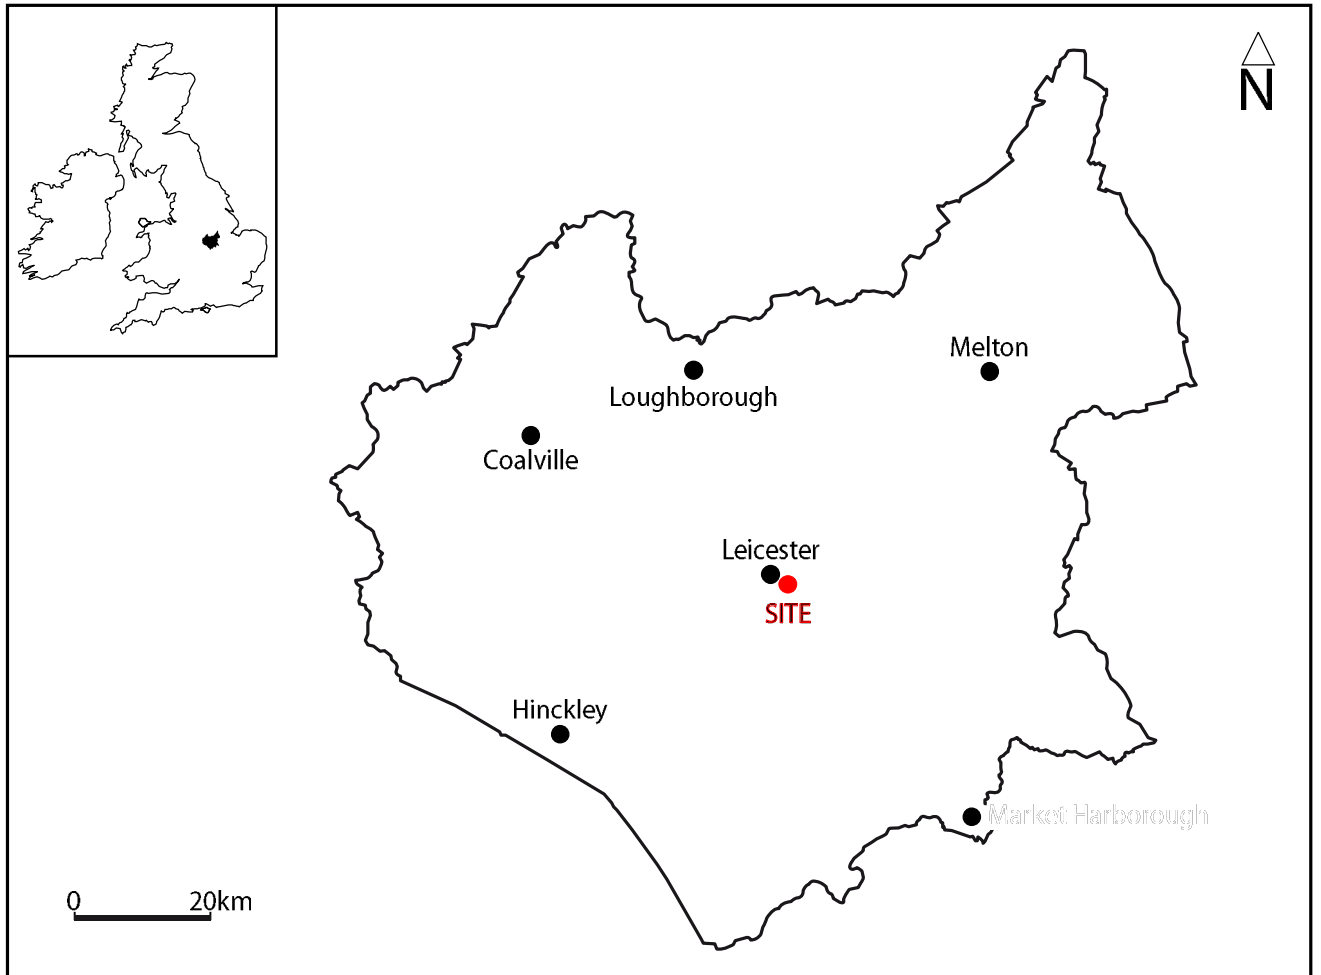 N
Melton
Loughborough
Coalville
Leicester
SITE
Hinckley
Market Harborough
0 20km